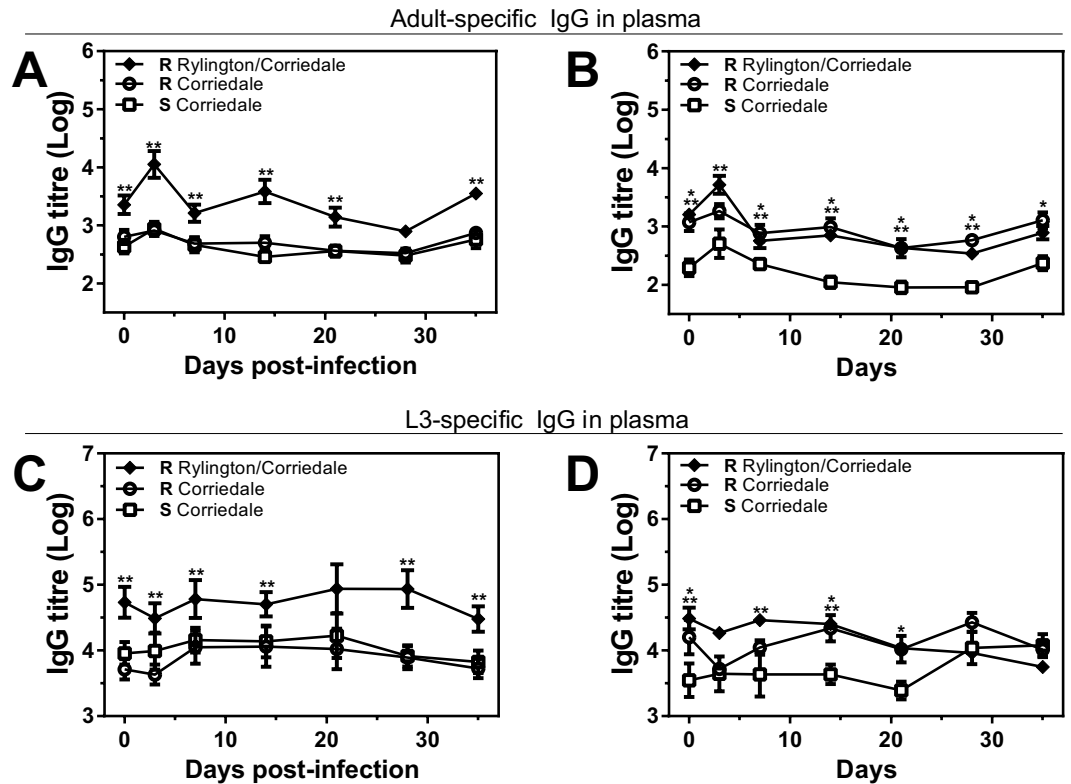 Adult-specific IgG in plasma
A
IgG titre (Log)
6
5
4
3
2
R Rylington/Corriedale
R Corriedale
S Corriedale
** ** ** ** ** **
0 10 20 30
Days post-infection
B
IgG titre (Log)
6
5
4
3
2
R Rylington/Corriedale
R Corriedale
S Corriedale
* ** * * * * *
** ** ** ** **
0 10 20 30
Days
L3-specific IgG in plasma
C
IgG titre (Log)
7
6
5
4
3
R Rylington/Corriedale
R Corriedale
S Corriedale
** ** ** ** ** **
0 10 20 30
Days post-infection
D
IgG titre (Log)
7
6
5
4
3
R Rylington/Corriedale
R Corriedale
S Corriedale
* ** * *
** **
0 10 20 30
Days